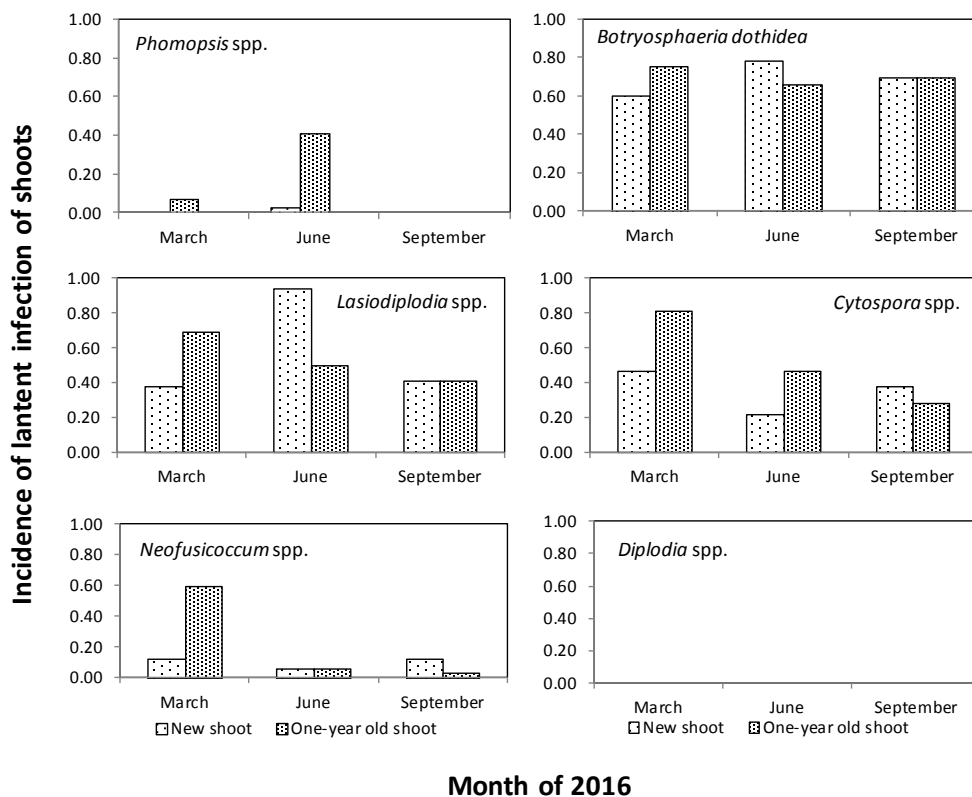 Incidence of lantent infection of shoots
Phomopsis spp.
1.00
0.80
0.60
0.40
0.20
0.00
March June September
Botryosphaeria dothidea
1.00
0.80
0.60
0.40
0.20
0.00
March June September
Lasiodiplodia spp.
1.00
0.80
0.60
0.40
0.20
0.00
March June September
Cytospora spp.
1.00
0.80
0.60
0.40
0.20
0.00
March June September
Neofusicoccum spp.
1.00
0.80
0.60
0.40
0.20
0.00
March June September
New shoot One-year old shoot
Diplodia spp.
1.00
0.80
0.60
0.40
0.20
0.00
March June September
New shoot One-year old shoot
Month of 2016